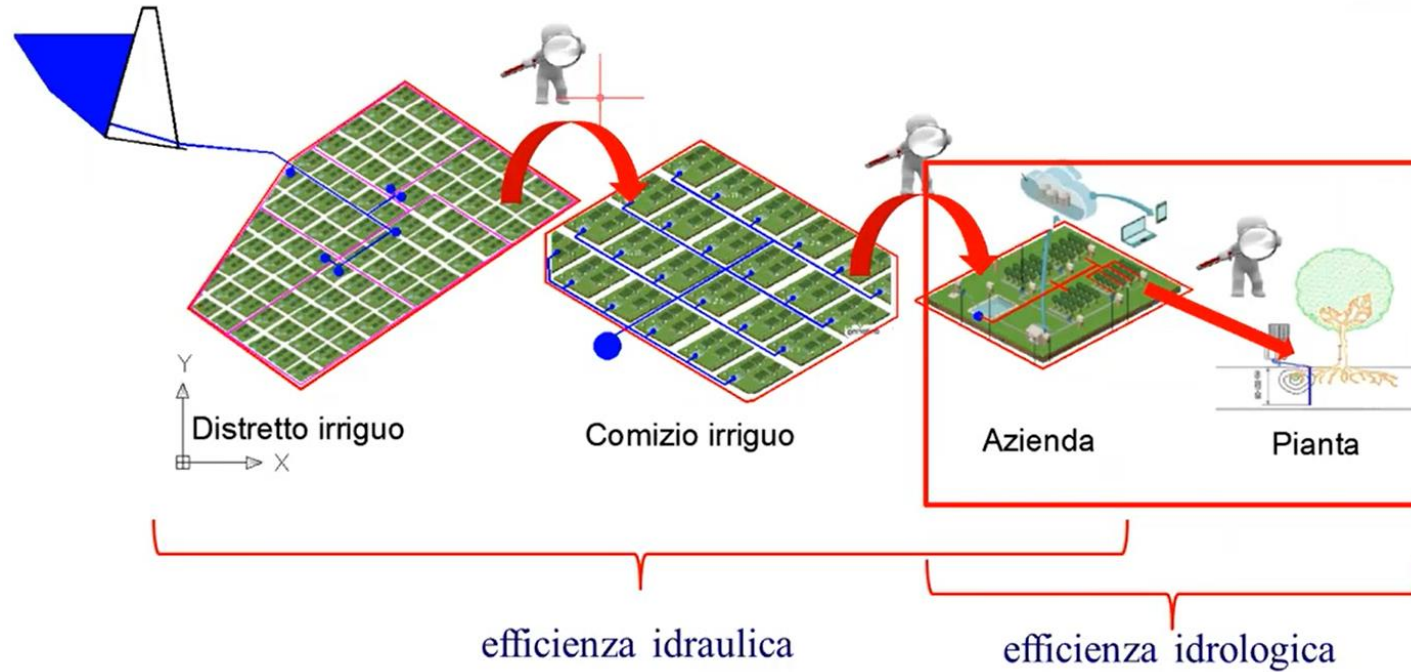 Y
X
Distretto irriguo
Comizio irriguo
Azienda
Pianta
efficienza idraulica
efficienza idrologica